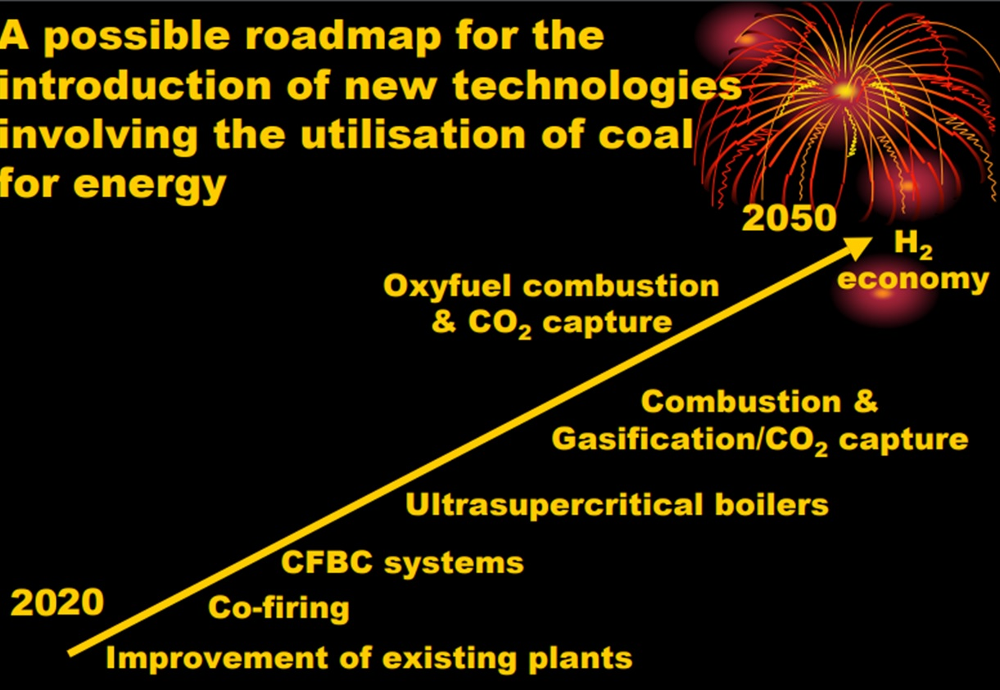 A possible roadmap for the
introduction of new technologies
involving the utilisation of coal
for energy
2050
H₂
economy
Oxyfuel combustion
& CO₂ capture
Combustion &
Gasification/CO₂ capture
Ultrasupercritical boilers
CFBC systems
2020
Co-firing
Improvement of existing plants